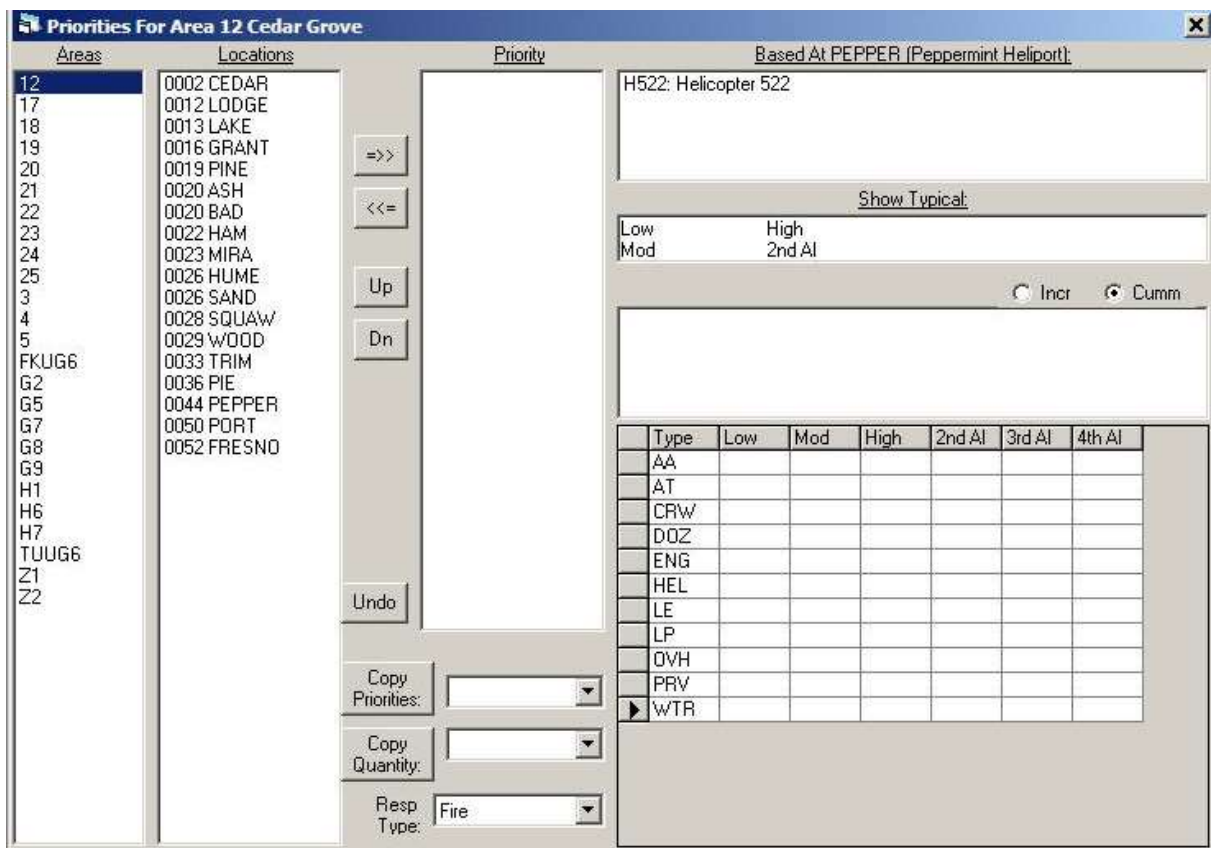 Priorities For Area 12 Cedar Grove
Areas
12
17
18
19
20
21
22
23
24
25
3
4
5
FKUG6
G2
G5
G7
G8
G9
H1
H6
H7
TUUG6
Z1
Z2
Locations
0002 CEDAR
0012 LODGE
0013 LAKE
0016 GRANT
0019 PINE
0020 ASH
0020 BAD
0022 HAM
0023 MIRA
0026 HUME
0026 SAND
0028 SQUAW
0029 WOOD
0033 TRIM
0036 PIE
0044 PEPPER
0050 PORT
0052 FRESNO
=>>
<<=
Up
Dn
Undo
Priority
Copy
Priorities:
Copy
Quantity:
Resp
Type:
Fire
Based At PEPPER (Peppermint Heliport):
H522: Helicopter 522
Show Typical:
Low High
Mod 2nd Al
Incr Cumm
Type Low Mod High 2nd Al 3rd Al 4th Al
AA
AT
CRW
DOZ
ENG
HEL
LE
LP
OVH
PRV
WTR